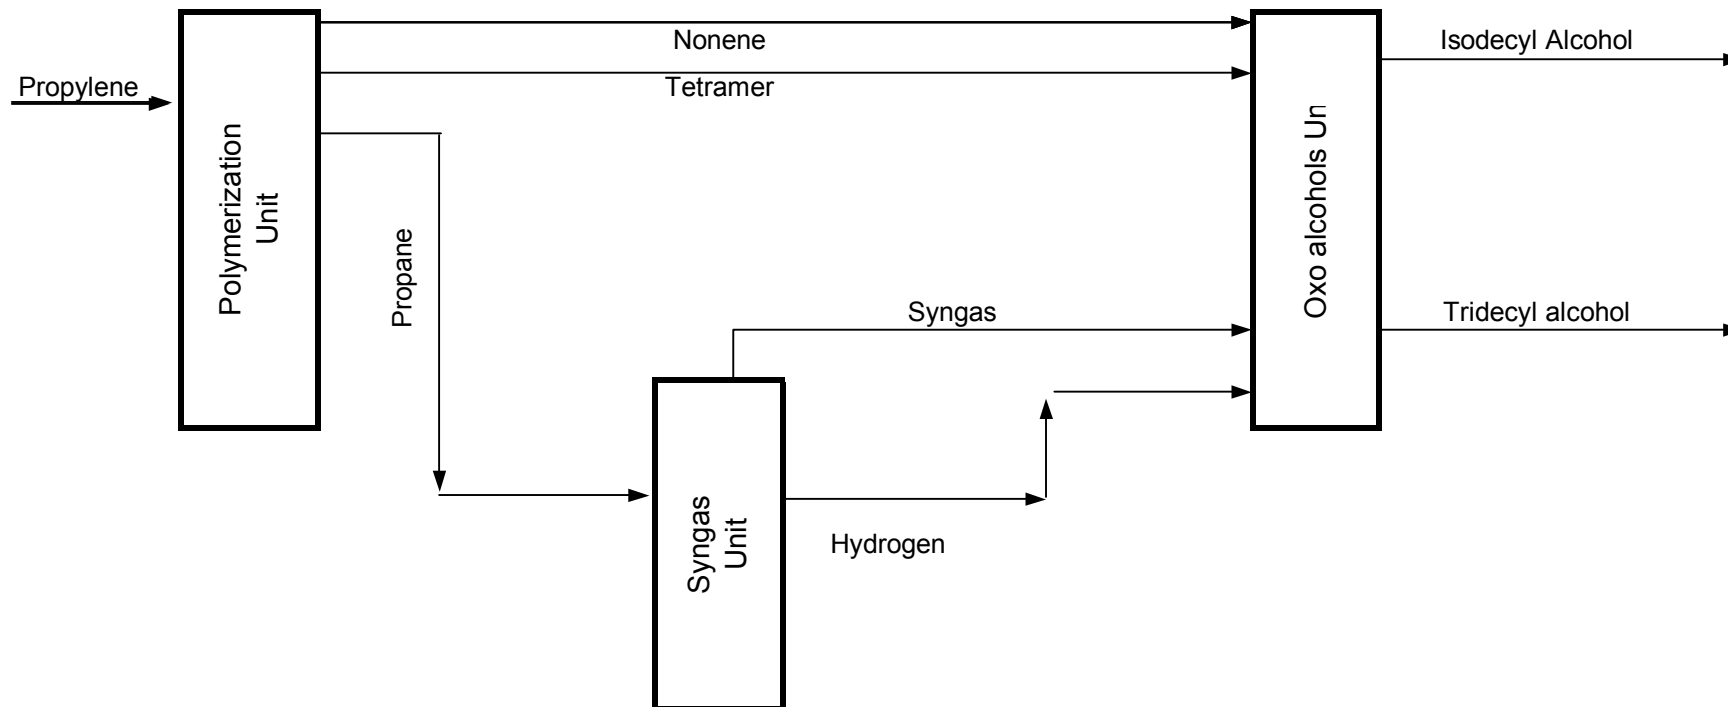 Nonene
Isodecyl Alcohol
Propylene
Tetramer
Polymerization
Unit
Oxo alcohols Un
Propane
Syngas
Tridecyl alcohol
Syngas
Unit
Hydrogen